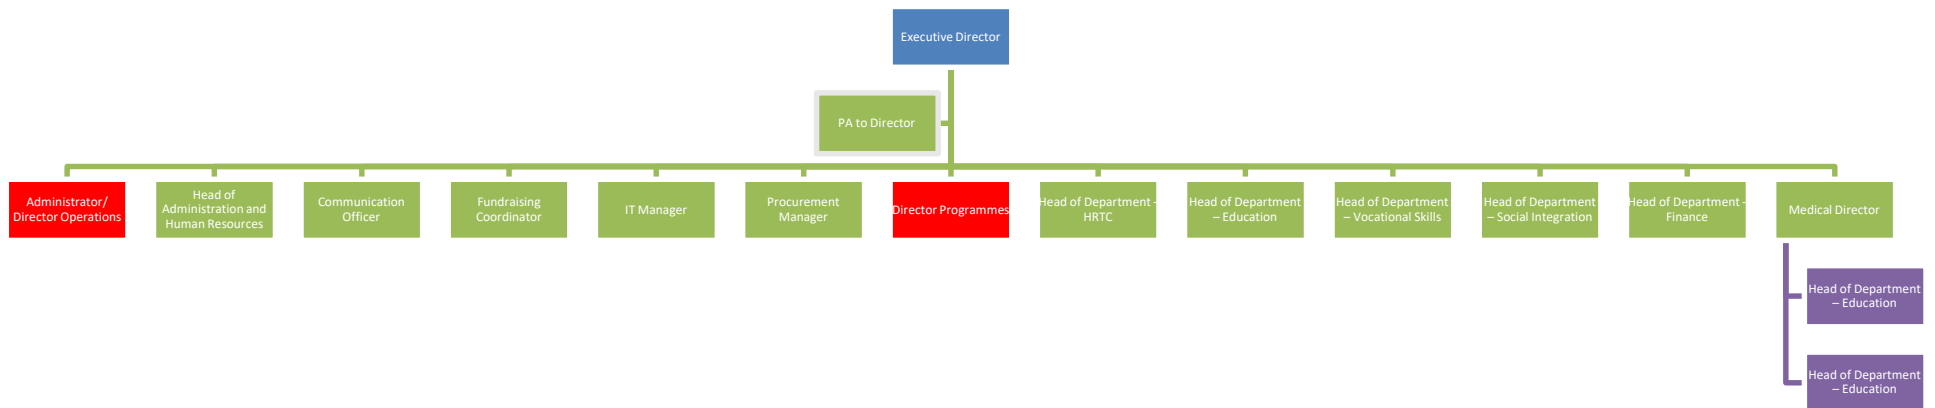 Executive Director
PA to Director
Administrator/
Director Operations
Head of
Administration and
Human Resources
Communication
Officer
Fundraising
Coordinator
IT Manager
Procurement
Manager
Director Programmes
Head of Department -
HRTC
Head of Department
– Education
Head of Department
– Vocational Skills
Head of Department
– Social Integration
Head of Department -
Finance
Medical Director
Head of Department
– Education
Head of Department
– Education